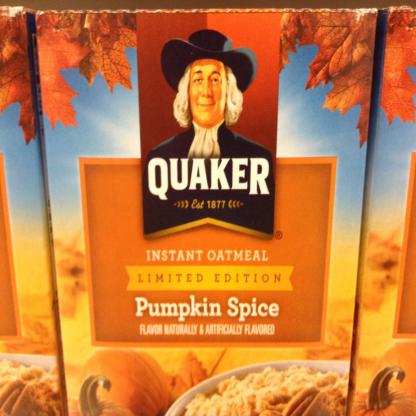 QUAKER
Est 1877
®
INSTANT OATMEAL
LIMITED EDITION
Pumpkin Spice
FLAVOR NATURALLY & ARTIFICIALLY FLAVORED